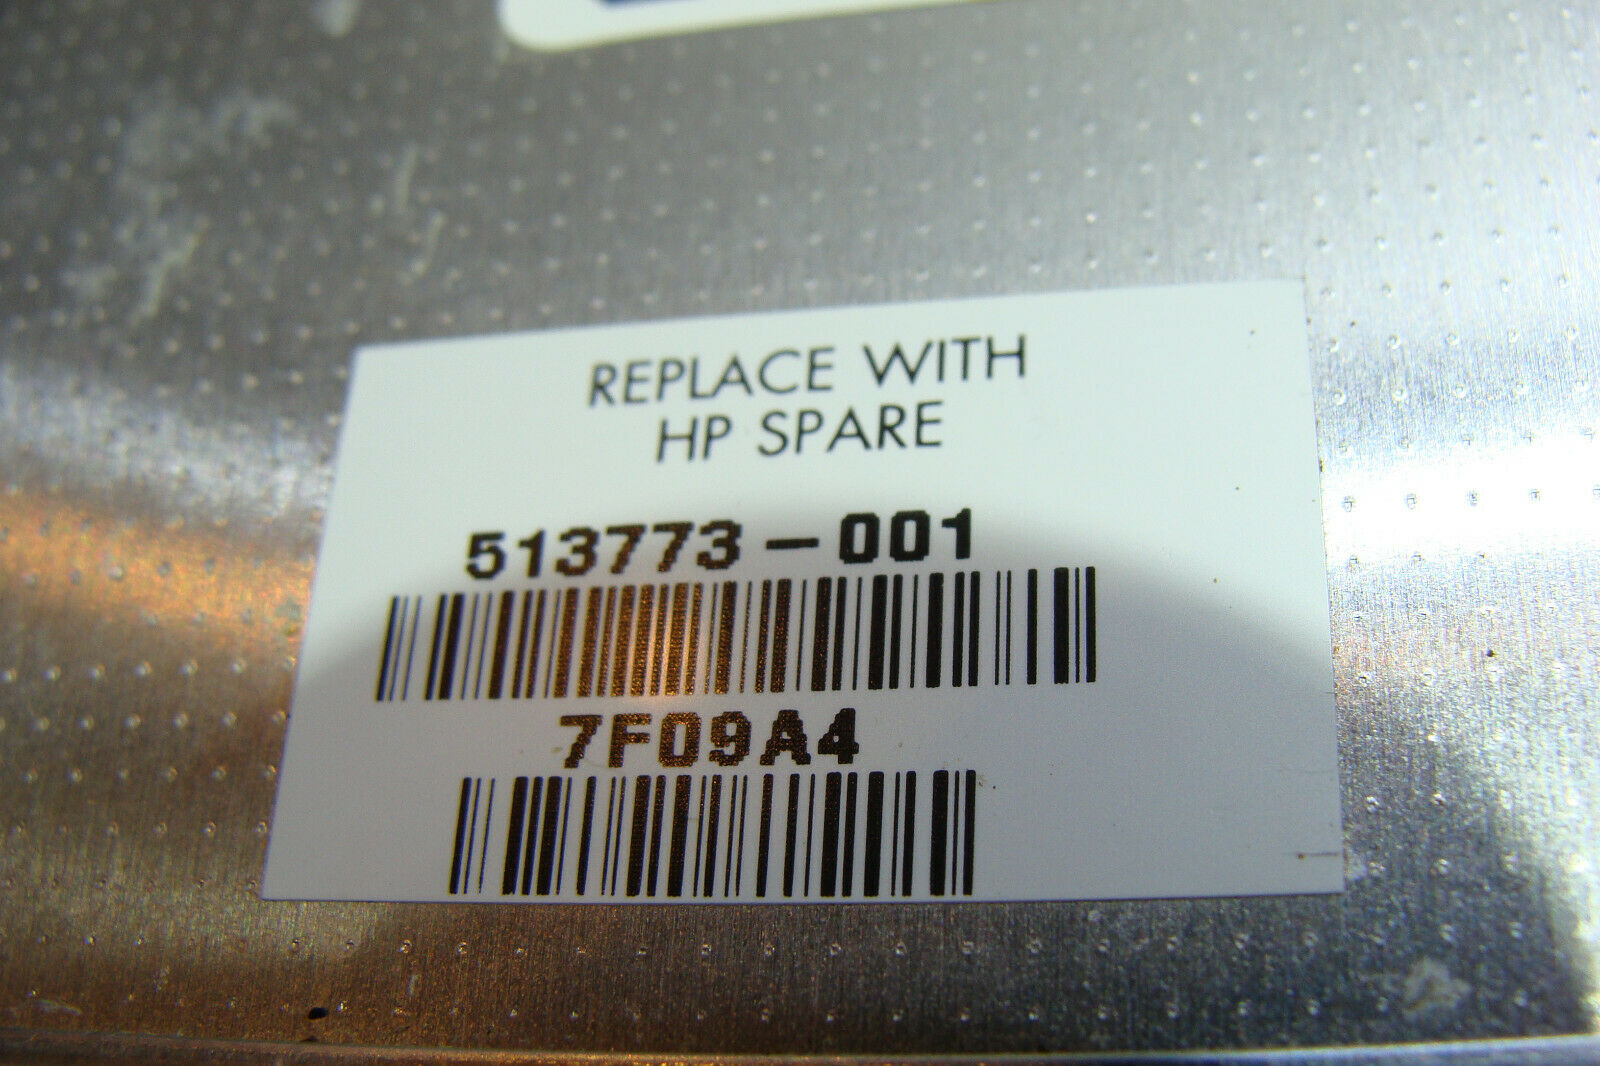 REPLACE WITH
HP SPARE
513773-001
7F09A4